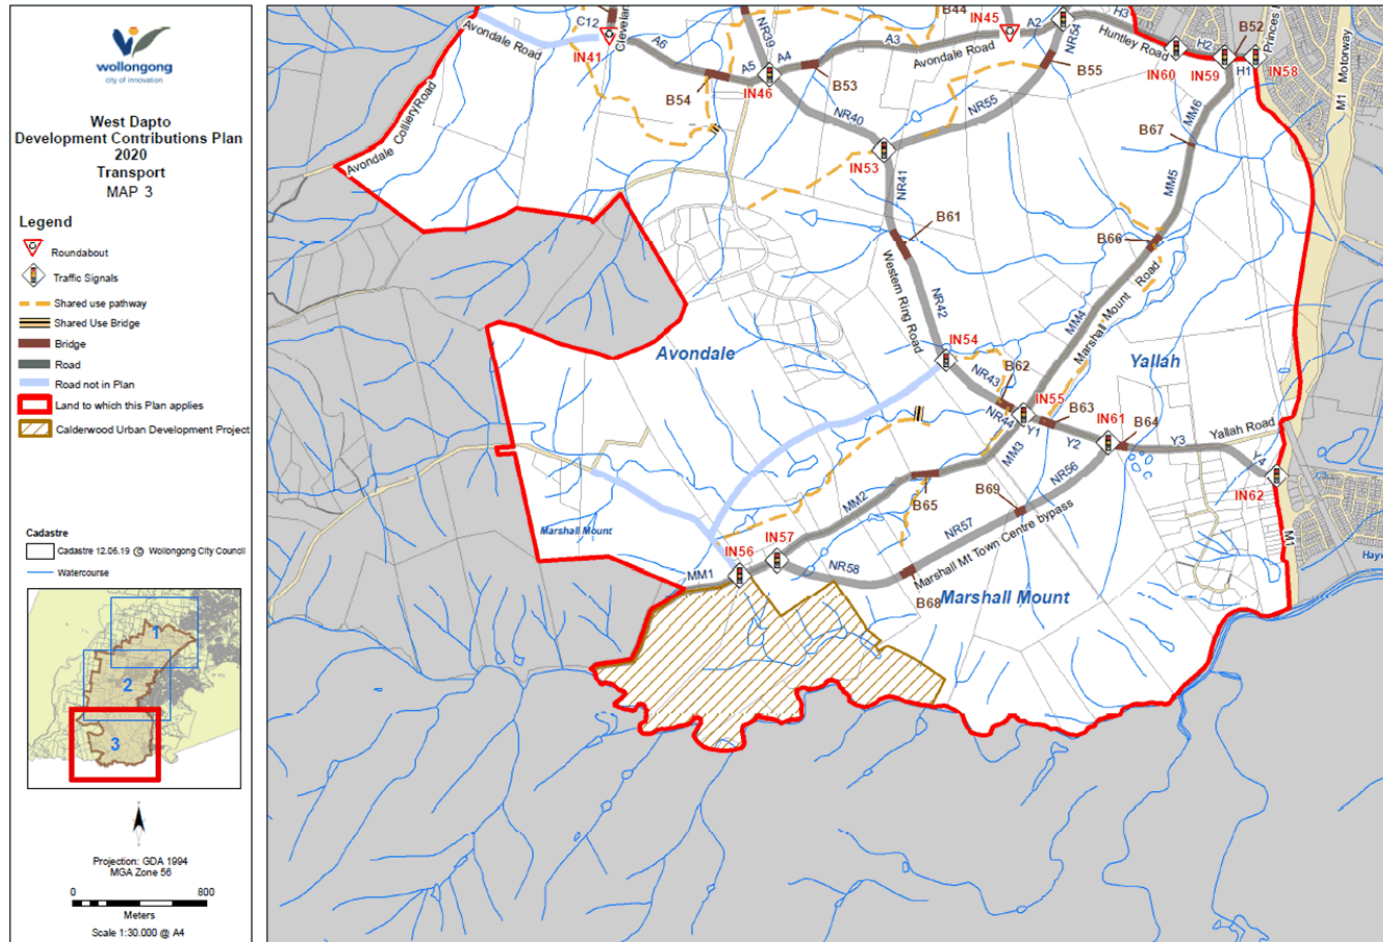 wollongong
city of innovation
West Dapto
Development Contributions Plan
2020
Transport
MAP 3
Legend
Roundabout
Traffic Signals
Shared use pathway
Shared Use Bridge
Bridge
Road
Road not in Plan
Land to which this Plan applies
Calderwood Urban Development Project
Cadastre
Cadastre 12.06.19 © Wollongong City Council
Watercourse
1
2
3
Projection: GDA 1994
MGA Zone 56
0 800
Meters
Scale 1:30.000 @ A4
C12
Avondale Road
IN41
A6
B54
A5
IN46
NR39
A4
B53
A3
B44
Avondale Road
IN45
A2
NR54
H3
Huntley Road
B55
IN60
H2
IN59
B52
H1
IN58
M1
Motorway
Avondale Colliery Road
NR40
NR55
IN53
MM6
B67
MM5
NR41
B61
B66
Western Ring Road
NR42
MM4
Marshall Mount Road
Avondale
IN54
Yallah
NR43
B62
IN55
B63
NR44
Y1
Y2
IN61
B64
Y3
Yallah Road
Y4
IN62
M1
MM3
MM2
B65
NR56
B69
NR57
Marshall Mt Town Centre bypass
Marshall Mount
IN56
IN57
MM1
NR58
B68
Marshall Mount